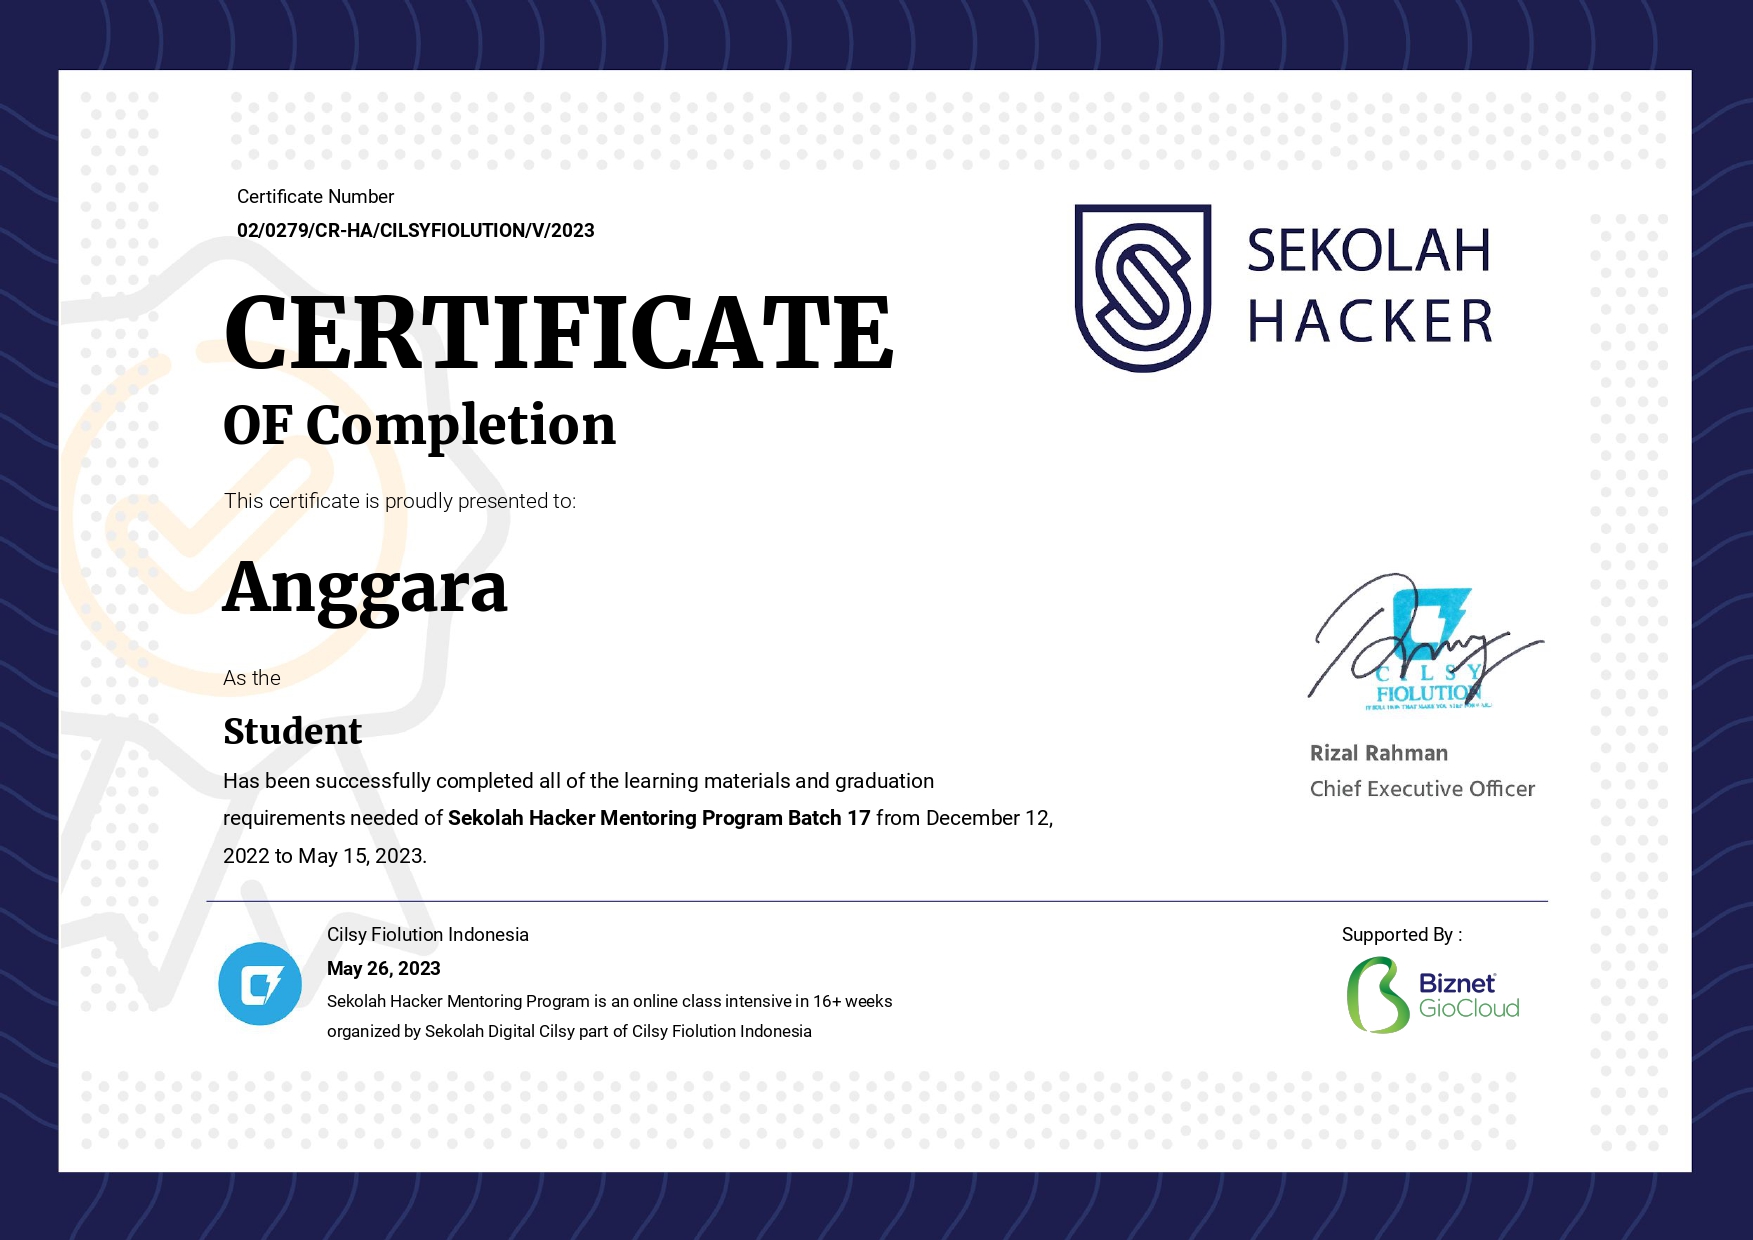 Certificate Number
02/0279/CR-HA/CILSYFIOLUTION/V/2023
SEKOLAH
HACKER
CERTIFICATE
OF Completion
This certificate is proudly presented to:
Anggara
As the
Student
Has been successfully completed all of the learning materials and graduation
requirements needed of Sekolah Hacker Mentoring Program Batch 17 from December 12,
2022 to May 15, 2023.
CILSY
FIOLUTION
Rizal Rahman
Chief Executive Officer
Cilsy Fiolution Indonesia
May 26, 2023
Sekolah Hacker Mentoring Program is an online class intensive in 16+ weeks
organized by Sekolah Digital Cilsy part of Cilsy Fiolution Indonesia
Supported By :
Biznet
GioCloud